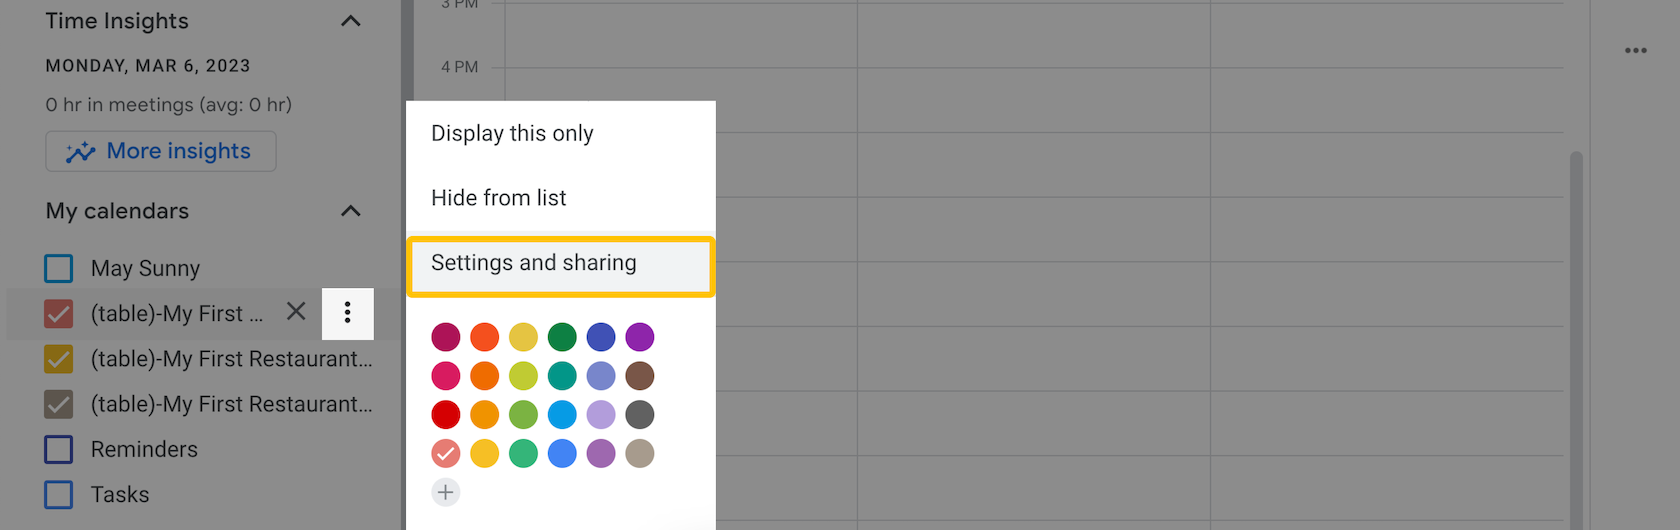 Time Insights
MONDAY, MAR 6, 2023
0 hr in meetings (avg: 0 hr)
More insights
My calendars
May Sunny
(table)-My First ...
(table)-My First Restaurant...
(table)-My First Restaurant...
Reminders
Tasks
3 PM
4 PM
Display this only
Hide from list
Settings and sharing